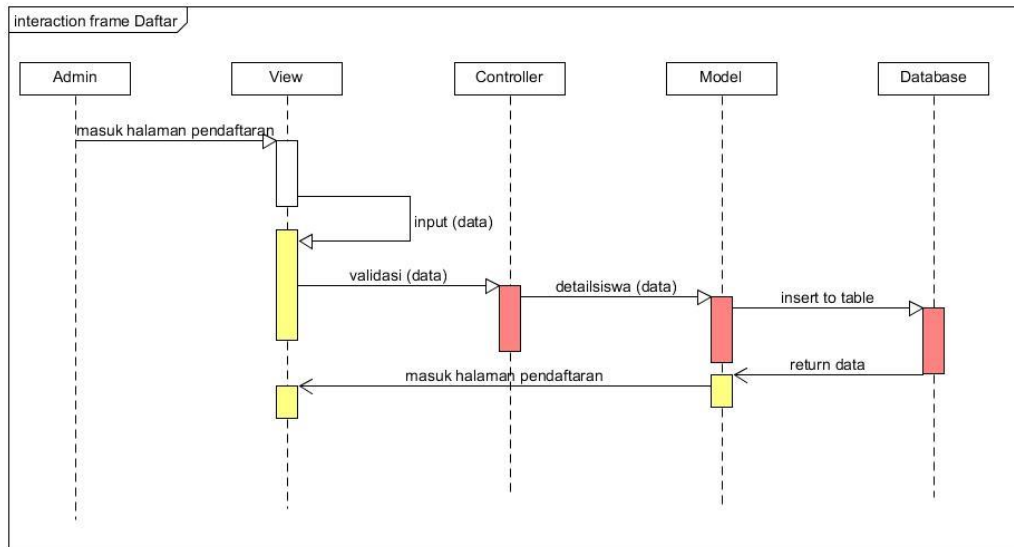 interaction frame Daftar
Admin
View
Controller
Model
Database
masuk halaman pendaftaran
input (data)
validasi (data)
detailsiswa (data)
insert to table
return data
masuk halaman pendaftaran